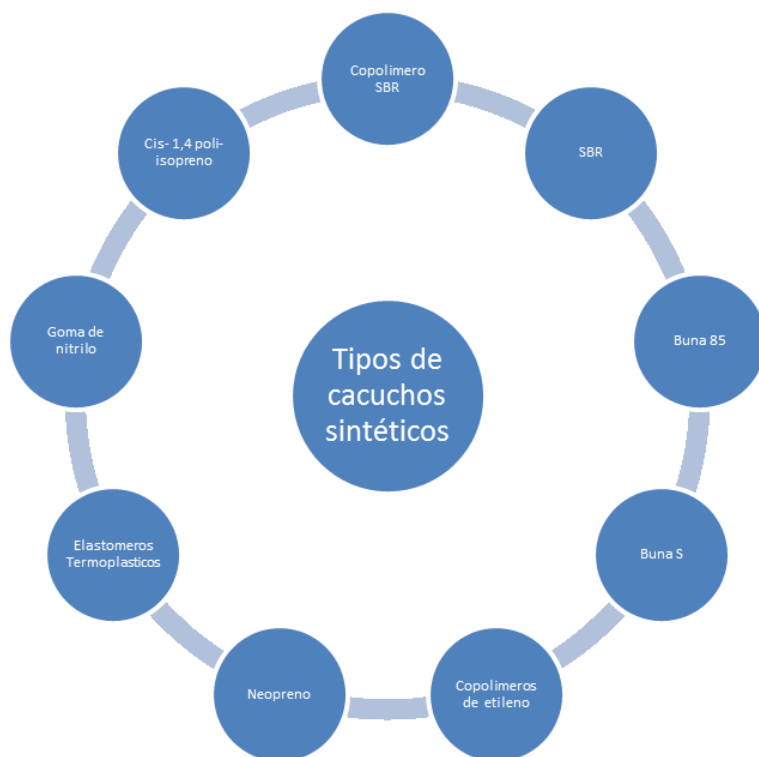 Copolimero
SBR
SBR
Buna 85
Buna S
Copolimeros
de etileno
Neopreno
Elastomeros
Termoplasticos
Goma de
nitrilo
Cis- 1,4 poli-
isopreno
Tipos de
cacuchos
sintéticos